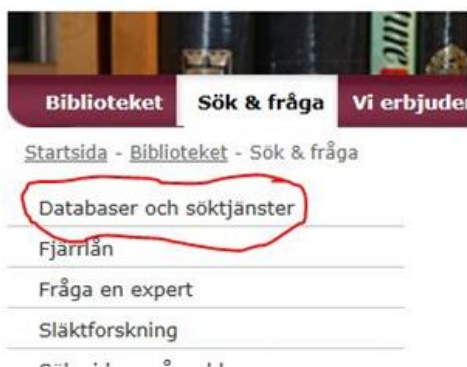 Biblioteket Sök & fråga Vi erbjuder
Startsida - Biblioteket - Sök & fråga
Databaser och söktjänster
Fjärrlån
Fråga en expert
Släktforskning